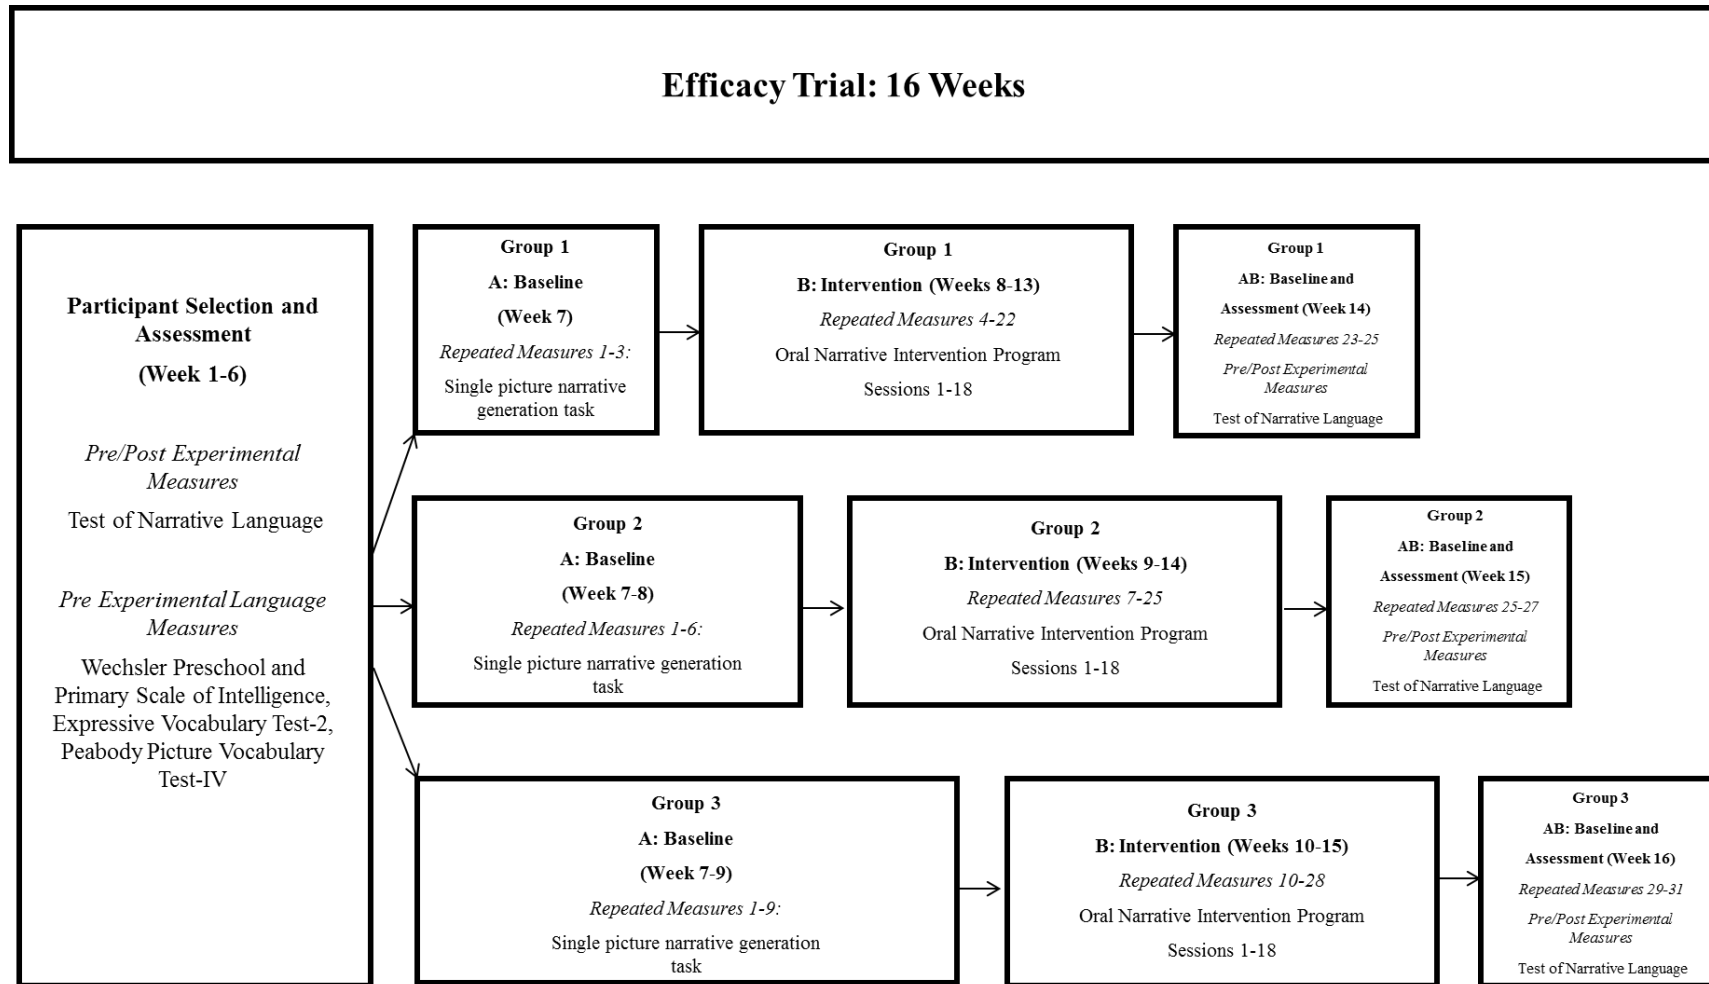 Efficacy Trial: 16 Weeks
Participant Selection and
Assessment
(Week 1-6)
Pre/Post Experimental
Measures
Test of Narrative Language
Pre Experimental Language
Measures
Wechsler Preschool and
Primary Scale of Intelligence,
Expressive Vocabulary Test-2,
Peabody Picture Vocabulary
Test-IV
Group 1
A: Baseline
(Week 7)
Repeated Measures 1-3:
Single picture narrative
generation task
Group 1
B: Intervention (Weeks 8-13)
Repeated Measures 4-22
Oral Narrative Intervention Program
Sessions 1-18
Group 1
AB: Baseline and
Assessment (Week 14)
Repeated Measures 23-25
Pre/Post Experimental
Measures
Test of Narrative Language
Group 2
A: Baseline
(Week 7-8)
Repeated Measures 1-6:
Single picture narrative generation
task
Group 2
B: Intervention (Weeks 9-14)
Repeated Measures 7-25
Oral Narrative Intervention Program
Sessions 1-18
Group 2
AB: Baseline and
Assessment (Week 15)
Repeated Measures 25-27
Pre/Post Experimental
Measures
Test of Narrative Language
Group 3
A: Baseline
(Week 7-9)
Repeated Measures 1-9:
Single picture narrative generation
task
Group 3
B: Intervention (Weeks 10-15)
Repeated Measures 10-28
Oral Narrative Intervention Program
Sessions 1-18
Group 3
AB: Baseline and
Assessment (Week 16)
Repeated Measures 29-31
Pre/Post Experimental
Measures
Test of Narrative Language